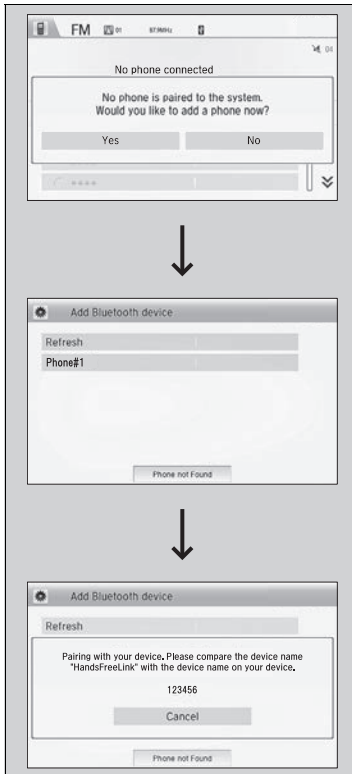 FM 01 87.9MHz
04
No phone connected
No phone is paired to the system.
Would you like to add a phone now?
Yes No
Add Bluetooth device
Refresh
Phone#1
Phone not Found
Add Bluetooth device
Refresh
Pairing with your device. Please compare the device name
"HandsFreeLink" with the device name on your device.
123456
Cancel
Phone not Found